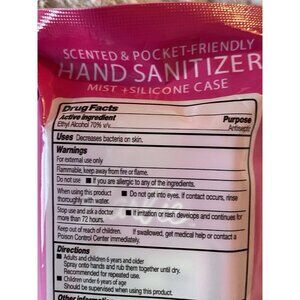 SCENTED & POCKET-FRIENDLY
HAND SANITIZER
MIST + SILICONE CASE
Drug Facts
Active ingredient Purpose
Ethyl Alcohol 70% v/v... Antiseptic
Uses Decreases bacteria on skin.
Warnings
For external use only
Flammable, keep away from fire or flame.
Do not use ■ If you are allergic to any of the ingredients.
When using this product ■ Do not get into eyes. If contact occurs, rinse
thoroughly with water.
Stop use and ask a doctor ■ If irritation or rash develops and continues for
more than 72 hours.
Keep out of reach of children. If swallowed, get medical help or contact a
Poison Control Center immediately.
Directions
■ Adults and children 6 years and older
Spray onto hands and rub them together until dry.
Recommended for repeated use.
■ Children under 6 years of age
Should be supervised when using this product.
Other information